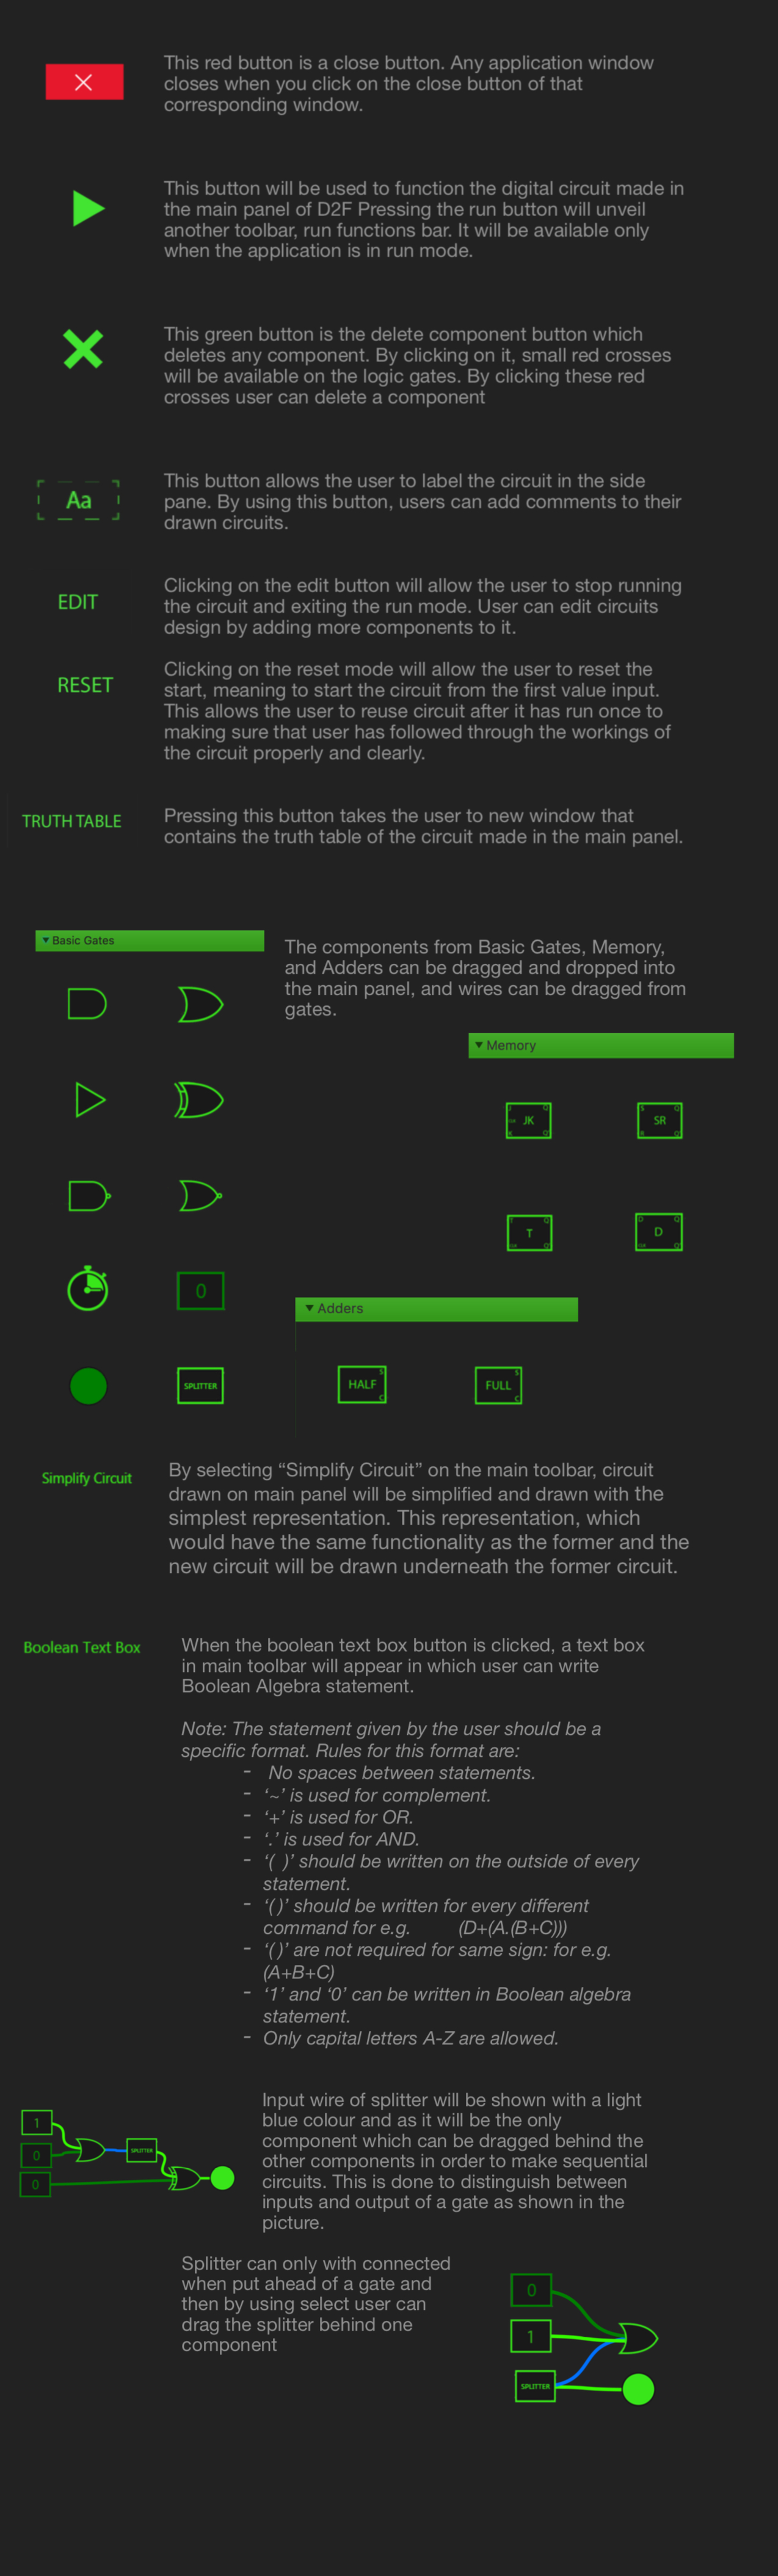 This red button is a close button. Any application window
closes when you click on the close button of that
corresponding window.
This button will be used to function the digital circuit made in
the main panel of D2F Pressing the run button will unveil
another toolbar, run functions bar. It will be available only
when the application is in run mode.
This green button is the delete component button which
deletes any component. By clicking on it, small red crosses
will be available on the logic gates. By clicking these red
crosses user can delete a component
Aa
This button allows the user to label the circuit in the side
pane. By using this button, users can add comments to their
drawn circuits.
EDIT
Clicking on the edit button will allow the user to stop running
the circuit and exiting the run mode. User can edit circuits
design by adding more components to it.
RESET
Clicking on the reset mode will allow the user to reset the
start, meaning to start the circuit from the first value input.
This allows the user to reuse circuit after it has run once to
making sure that user has followed through the workings of
the circuit properly and clearly.
TRUTH TABLE
Pressing this button takes the user to new window that
contains the truth table of the circuit made in the main panel.
▼ Basic Gates
The components from Basic Gates, Memory,
and Adders can be dragged and dropped into
the main panel, and wires can be dragged from
gates.
▼ Memory
J Q
JK
K Q'
S Q
SR
R Q'
T Q
T
Q'
D Q
D
Q'
0
▼ Adders
SPLITTER
HALF
S
C
FULL
S
C
Simplify Circuit
By selecting “Simplify Circuit” on the main toolbar, circuit
drawn on main panel will be simplified and drawn with the
simplest representation. This representation, which
would have the same functionality as the former and the
new circuit will be drawn underneath the former circuit.
Boolean Text Box
When the boolean text box button is clicked, a text box
in main toolbar will appear in which user can write
Boolean Algebra statement.
Note: The statement given by the user should be a
specific format. Rules for this format are:
- No spaces between statements.
- ‘~’ is used for complement.
- ‘+’ is used for OR.
- ‘.’ is used for AND.
- ‘( )’ should be written on the outside of every
statement.
- ‘()’ should be written for every different
command for e.g. (D+(A.(B+C)))
- ‘()’ are not required for same sign: for e.g.
(A+B+C)
- ‘1’ and ‘0’ can be written in Boolean algebra
statement.
- Only capital letters A-Z are allowed.
1
0
0
SPLITTER
Input wire of splitter will be shown with a light
blue colour and as it will be the only
component which can be dragged behind the
other components in order to make sequential
circuits. This is done to distinguish between
inputs and output of a gate as shown in the
picture.
Splitter can only with connected
when put ahead of a gate and
then by using select user can
drag the splitter behind one
component
0
1
SPLITTER